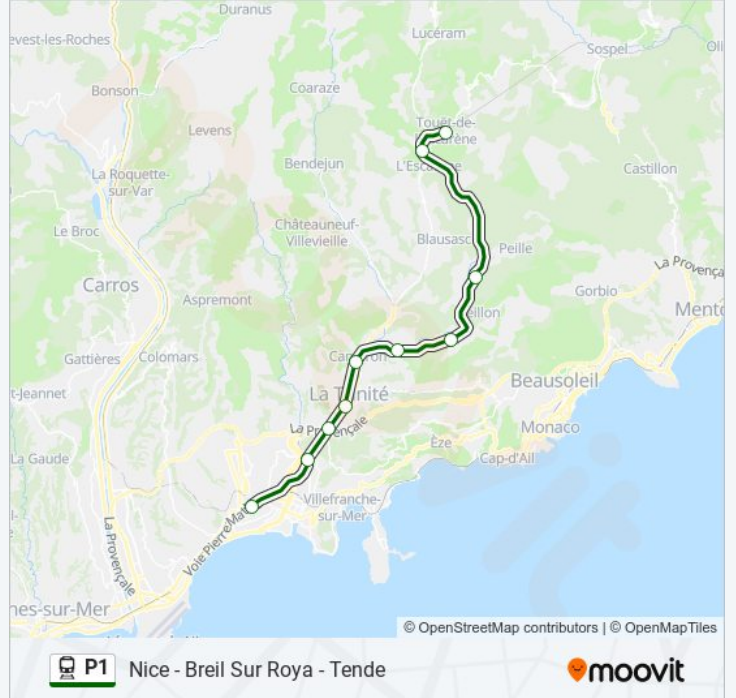 Duranus
evest-les-Roches
Lucéram
Sospel
Oli
Bonson
Coaraze
Levens
Touët-de-
L'Esc
Bendejun
La Roquette-
sur-Var
Castillon
Le Broc
Châteauneuf-
Villevieille
Blausasc
Peille
La Provença
Carros
Gorbio
Aspremont
eillon
Mento
Gattières
Colomars
Beausoleil
t-Jeannet
La Trinité
La Provençale
Monaco
Èze
Cap-d'Ail
La Gaude
Villefranche-
sur-Mer
La Provençale
Voie Pierre Mat
nes-sur-Mer
© OpenStreetMap contributors | © OpenMapTiles
P1 Nice - Breil Sur Roya - Tende
moovit